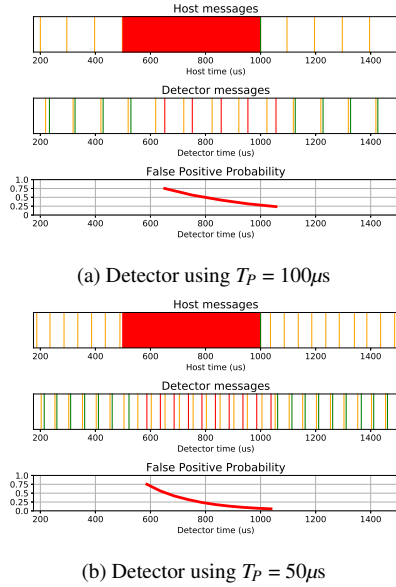 Host messages
200 400 600 800 1000 1200 1400
Host time (us)
Detector messages
200 400 600 800 1000 1200 1400
Detector time (us)
False Positive Probability
1.0
0.75
0.5
0.25
0
200 400 600 800 1000 1200 1400
Detector time (us)
(a) Detector using T_P = 100μs
Host messages
200 400 600 800 1000 1200 1400
Host time (us)
Detector messages
200 400 600 800 1000 1200 1400
Detector time (us)
False Positive Probability
1.0
0.75
0.5
0.25
0.0
200 400 600 800 1000 1200 1400
Detector time (us)
(b) Detector using T_P = 50μs